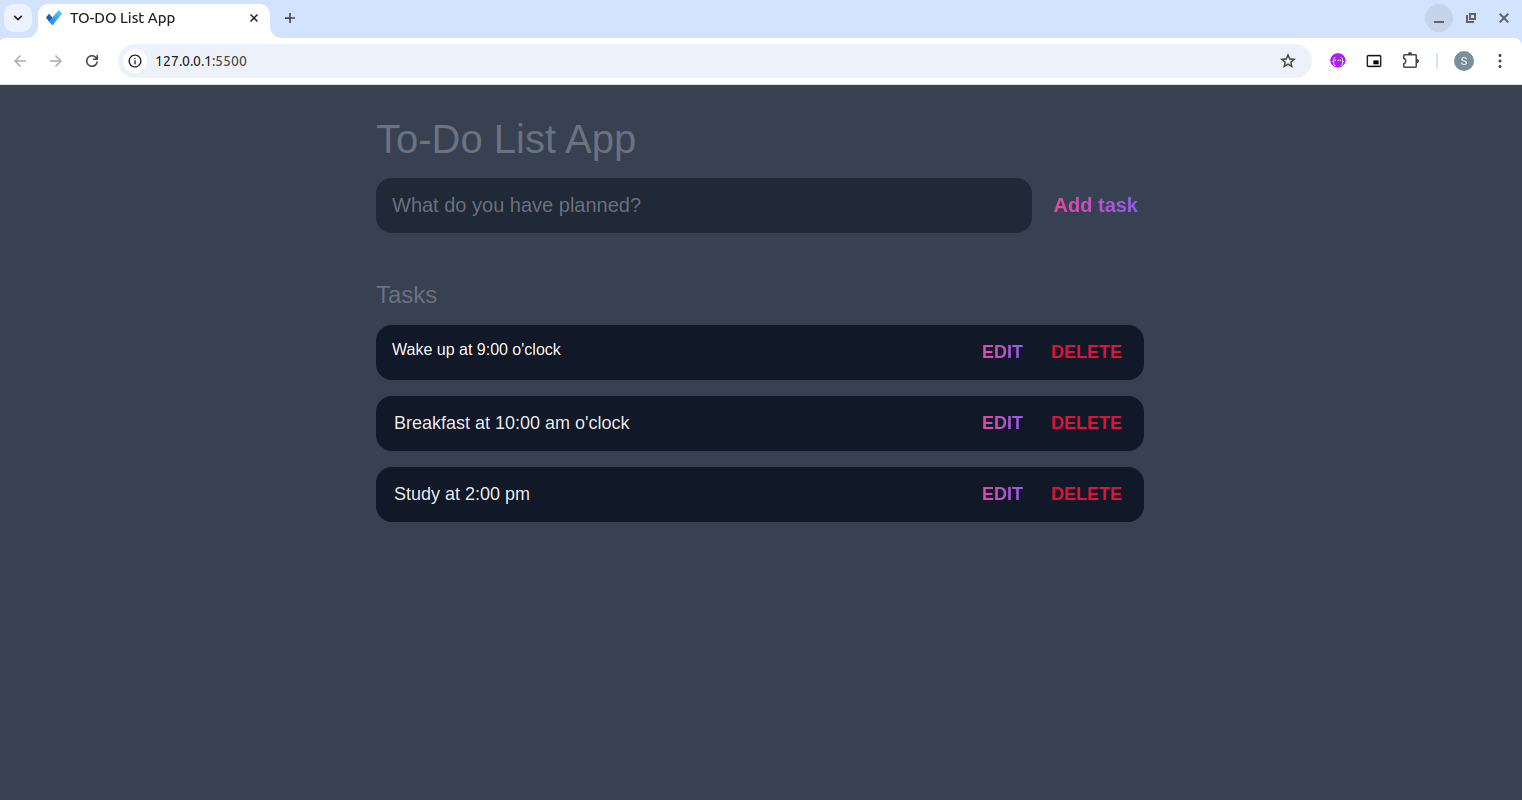 TO-DO List App
127.0.0.1:5500
S
To-Do List App
What do you have planned? Add task
Tasks
Wake up at 9:00 o'clock EDIT DELETE
Breakfast at 10:00 am o'clock EDIT DELETE
Study at 2:00 pm EDIT DELETE